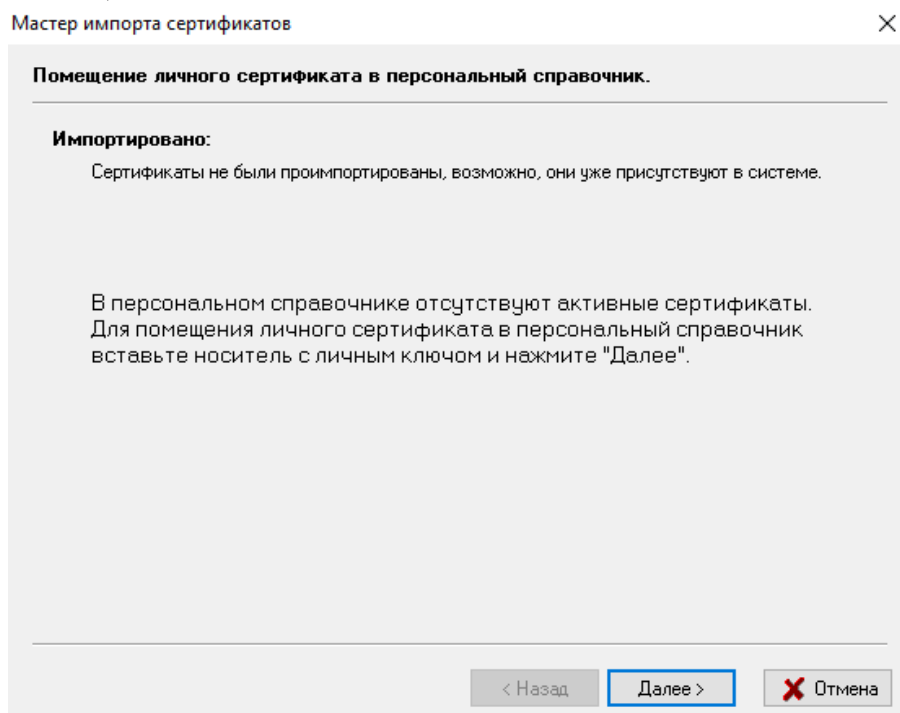 Мастер импорта сертификатов
Помещение личного сертификата в персональный справочник.
Импортировано:
Сертификаты не были проимпортированы, возможно, они уже присутствуют в системе.
В персональном справочнике отсутствуют активные сертификаты.
Для помещения личного сертификата в персональный справочник
вставьте носитель с личным ключом и нажмите "Далее".
< Назад Далее > Отмена